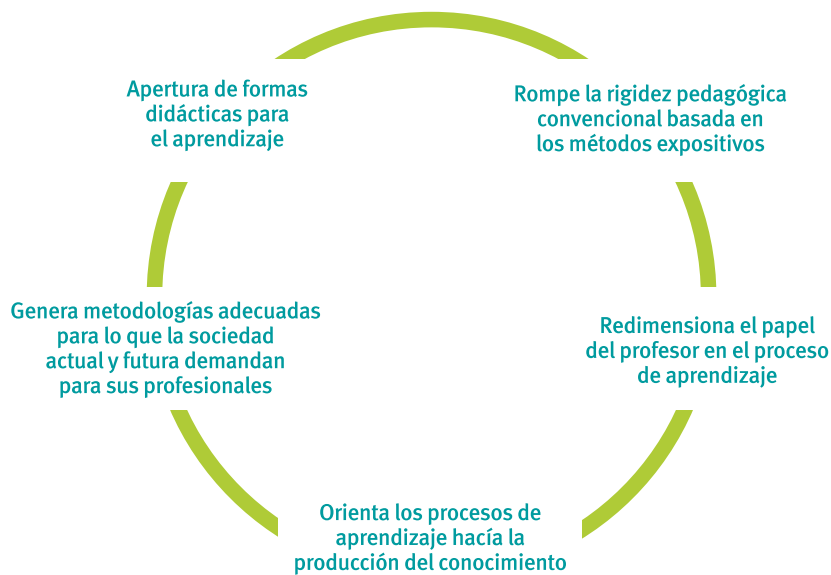 Apertura de formas
didácticas para
el aprendizaje
Rompe la rigidez pedagógica
convencional basada en
los métodos expositivos
Redimensiona el papel
del profesor en el proceso
de aprendizaje
Orienta los procesos de
aprendizaje hacía la
producción del conocimiento
Genera metodologías adecuadas
para lo que la sociedad
actual y futura demandan
para sus profesionales